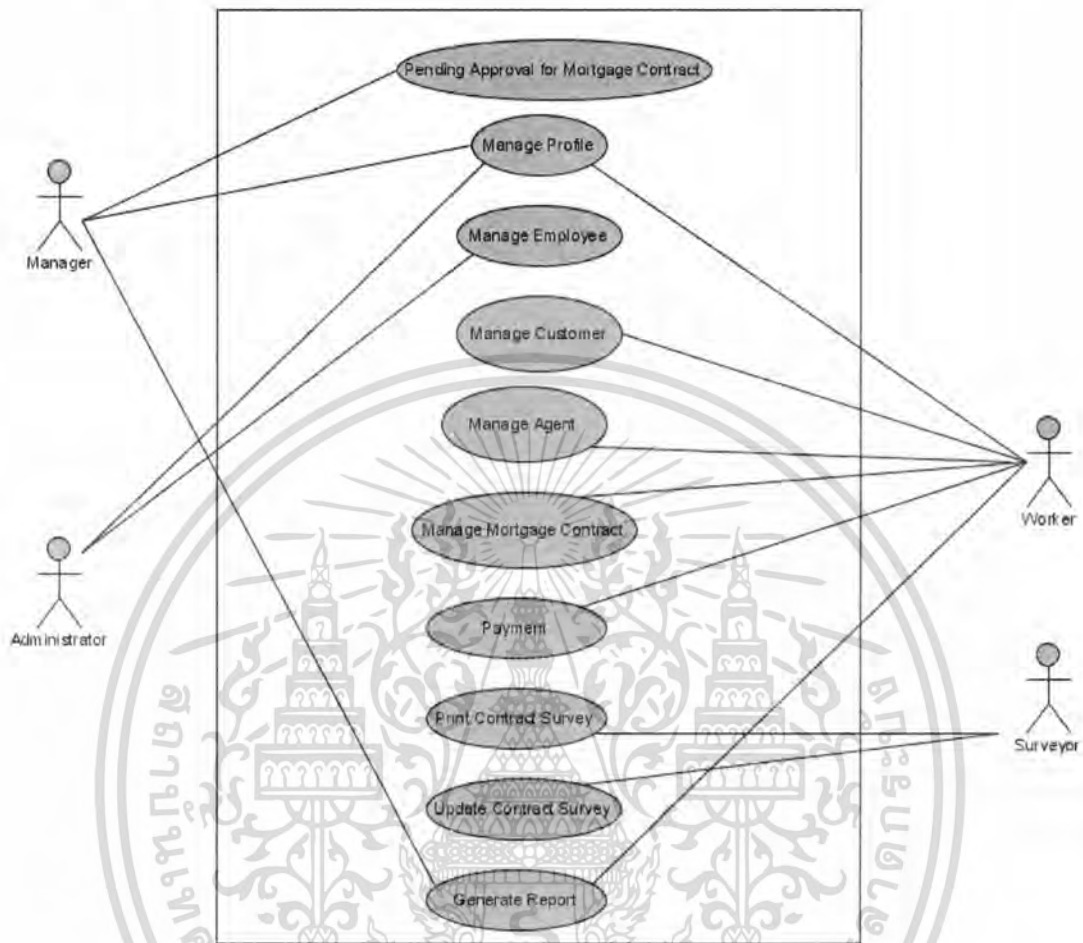 Pending Approval for Mortgage Contract
Manage Profile
Manager
Manage Employee
Manage Customer
Manage Agent
Worker
Manage Mortgage Contract
Administrator
Payment
Print Contract Survey
Surveyor
Update Contract Survey
Generate Report